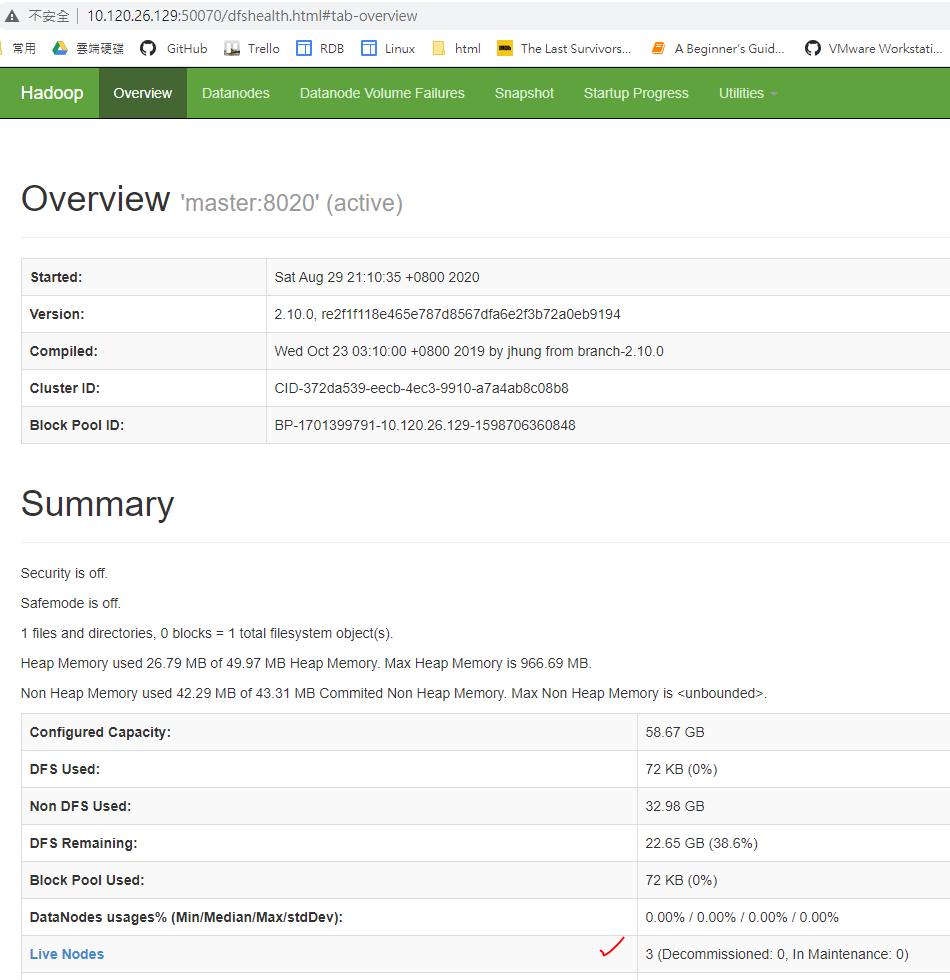 不安全 | 10.120.26.129:50070/dfshealth.html#tab-overview
常用 雲端硬碟 GitHub Trello RDB Linux html The Last Survivors... A Beginner's Guid... VMware Workstati...
Hadoop Overview Datanodes Datanode Volume Failures Snapshot Startup Progress Utilities
Overview 'master:8020' (active)
Started: Sat Aug 29 21:10:35 +0800 2020
Version: 2.10.0, re2f1f118e465e787d8567dfa6e2f3b72a0eb9194
Compiled: Wed Oct 23 03:10:00 +0800 2019 by jhung from branch-2.10.0
Cluster ID: CID-372da539-eecb-4ec3-9910-a7a4ab8c08b8
Block Pool ID: BP-1701399791-10.120.26.129-1598706360848
Summary
Security is off.
Safemode is off.
1 files and directories, 0 blocks = 1 total filesystem object(s).
Heap Memory used 26.79 MB of 49.97 MB Heap Memory. Max Heap Memory is 966.69 MB.
Non Heap Memory used 42.29 MB of 43.31 MB Commited Non Heap Memory. Max Non Heap Memory is <unbounded>.
Configured Capacity: 58.67 GB
DFS Used: 72 KB (0%)
Non DFS Used: 32.98 GB
DFS Remaining: 22.65 GB (38.6%)
Block Pool Used: 72 KB (0%)
DataNodes usages% (Min/Median/Max/stdDev): 0.00% / 0.00% / 0.00% / 0.00%
Live Nodes 3 (Decommissioned: 0, In Maintenance: 0)